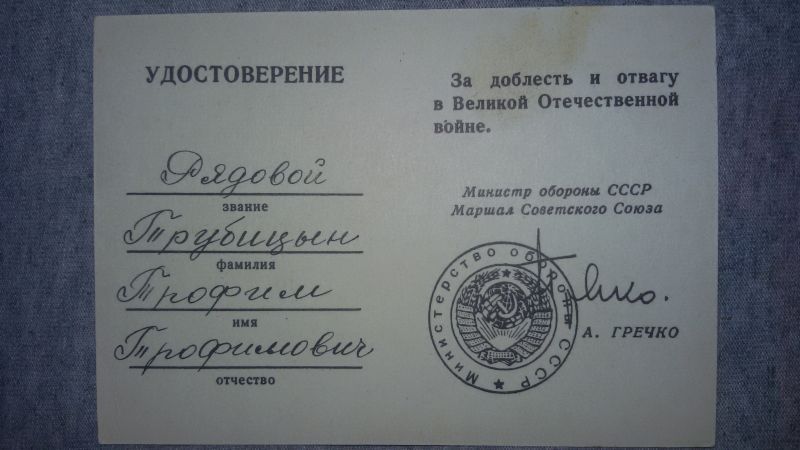 УДОСТОВЕРЕНИЕ
Рядовой
звание
Трубицын
фамилия
Трофим
имя
Трофимович
отчество
За доблесть и отвагу
в Великой Отечественной
войне.
Министр обороны СССР
Маршал Советского Союза
Министерство обороны СССР
А. ГРЕЧКО